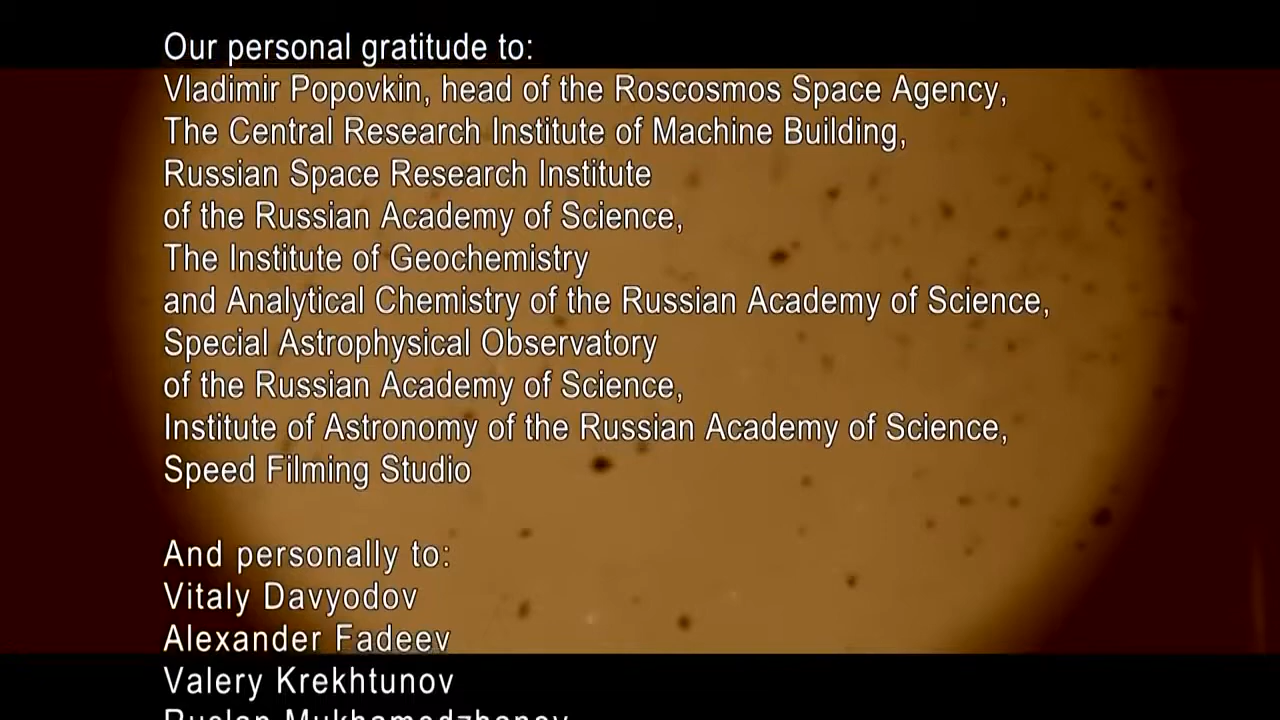 Our personal gratitude to:
Vladimir Popovkin, head of the Roscosmos Space Agency,
The Central Research Institute of Machine Building,
Russian Space Research Institute
of the Russian Academy of Science,
The Institute of Geochemistry
and Analytical Chemistry of the Russian Academy of Science,
Special Astrophysical Observatory
of the Russian Academy of Science,
Institute of Astronomy of the Russian Academy of Science,
Speed Filming Studio
And personally to:
Vitaly Davyodov
Alexander Fadeev
Valery Krekhtunov
Ruslan Mukhamedzhanov